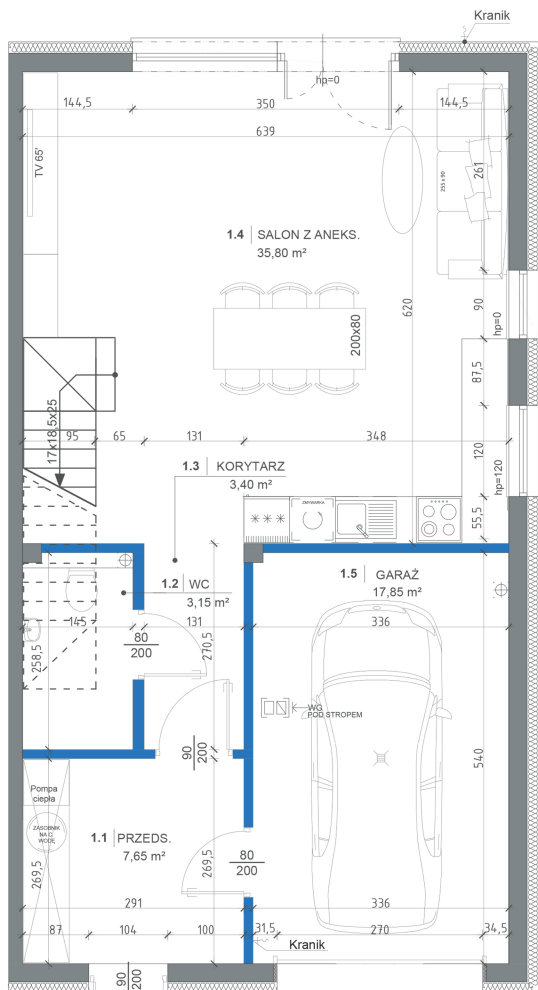 Kranik
hp=0
144,5
350
144,5
639
TV 65'
261
255 x 90
1.4 | SALON Z ANEKS.
35,80 m²
620
90
hp=0
200x80
87,5
17x18,5x25
95
65
131
348
120
hp=120
1.3 | KORYTARZ
3,40 m²
ZMYWARKA
55,5
1.2 | WC
3,15 m²
1.5 | GARAŻ
17,85 m²
145
131
336
80
200
258,5
270,5
WG
POD STROPEM
540
90
200
Pompa
ciepła
ZASOBNIK
NA C.
WODĘ
1.1 | PRZEDS.
7,65 m²
269,5
269,5
80
200
291
336
87
104
100
31,5
270
34,5
Kranik
90
200